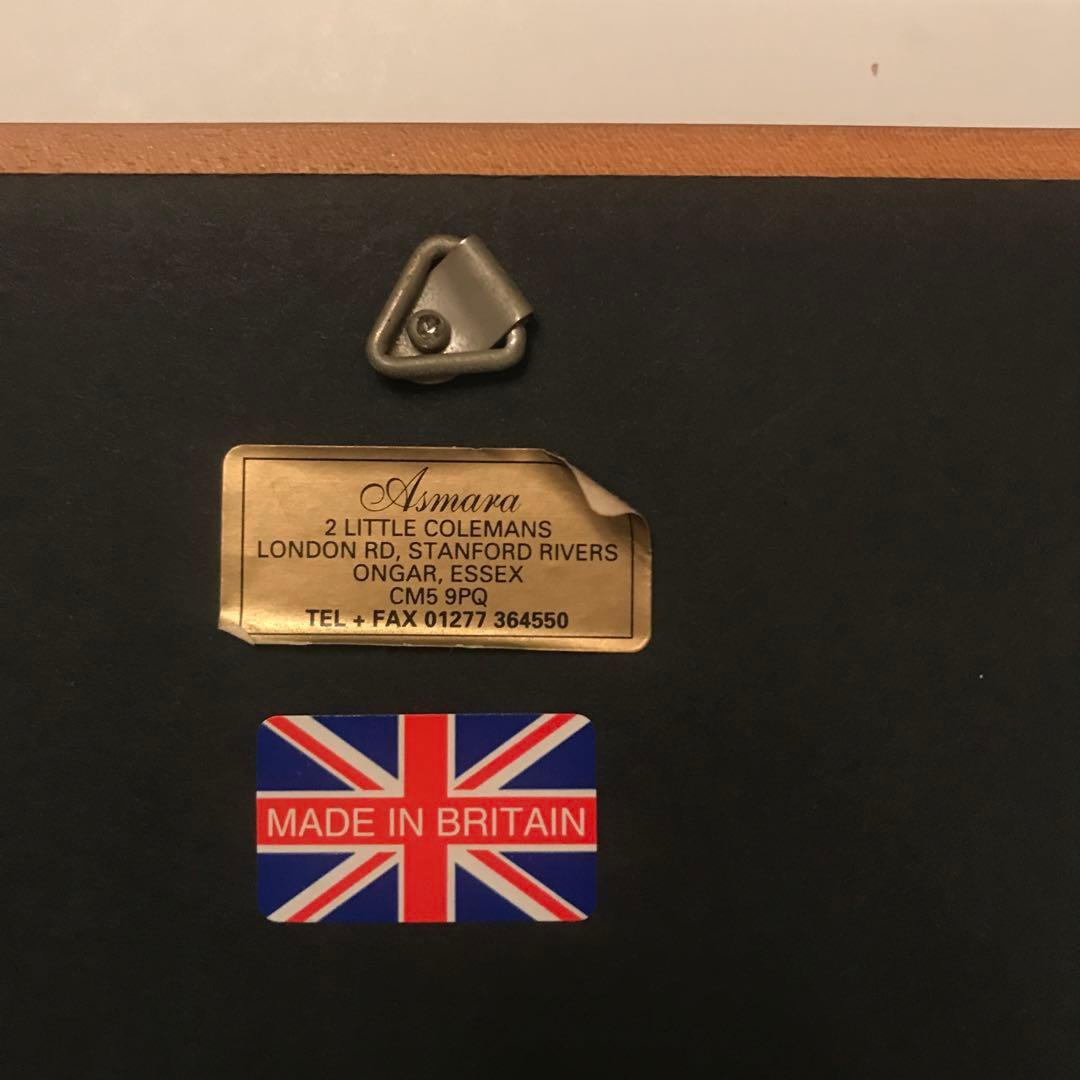 Asmara
2 LITTLE COLEMANS
LONDON RD, STANFORD RIVERS
ONGAR, ESSEX
CM5 9PQ
TEL + FAX 01277 364550
MADE IN BRITAIN